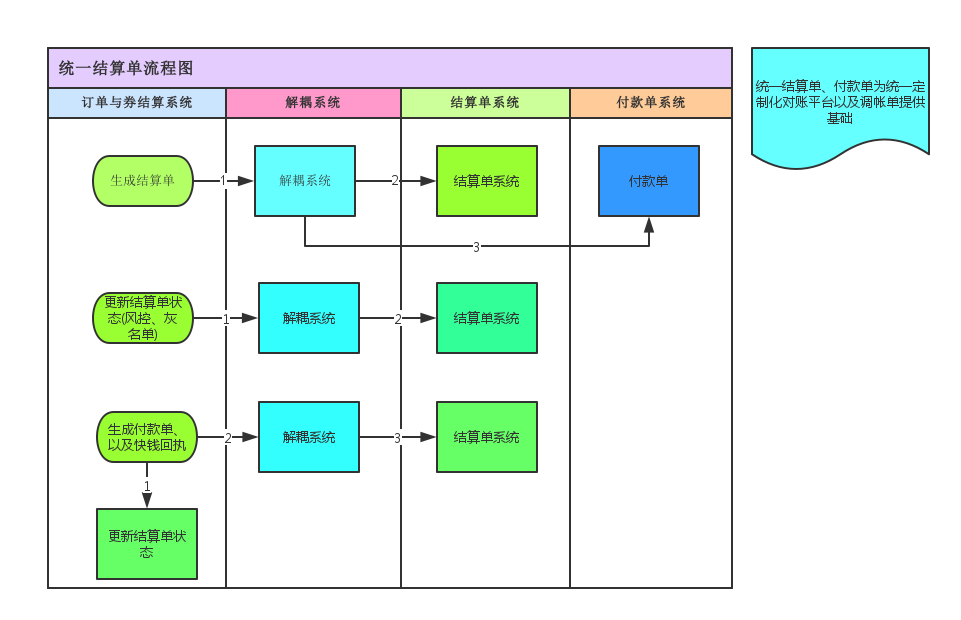 统一结算单流程图
订单与券结算系统
解耦系统
结算单系统
付款单系统
统一结算单、付款单为统一定
制化对账平台以及调帐单提供
基础
生成结算单
1
解耦系统
2
结算单系统
付款单
3
更新结算单状
态(风控、灰
名单)
1
解耦系统
2
结算单系统
生成付款单、
以及快钱回执
2
解耦系统
3
结算单系统
1
更新结算单状
态